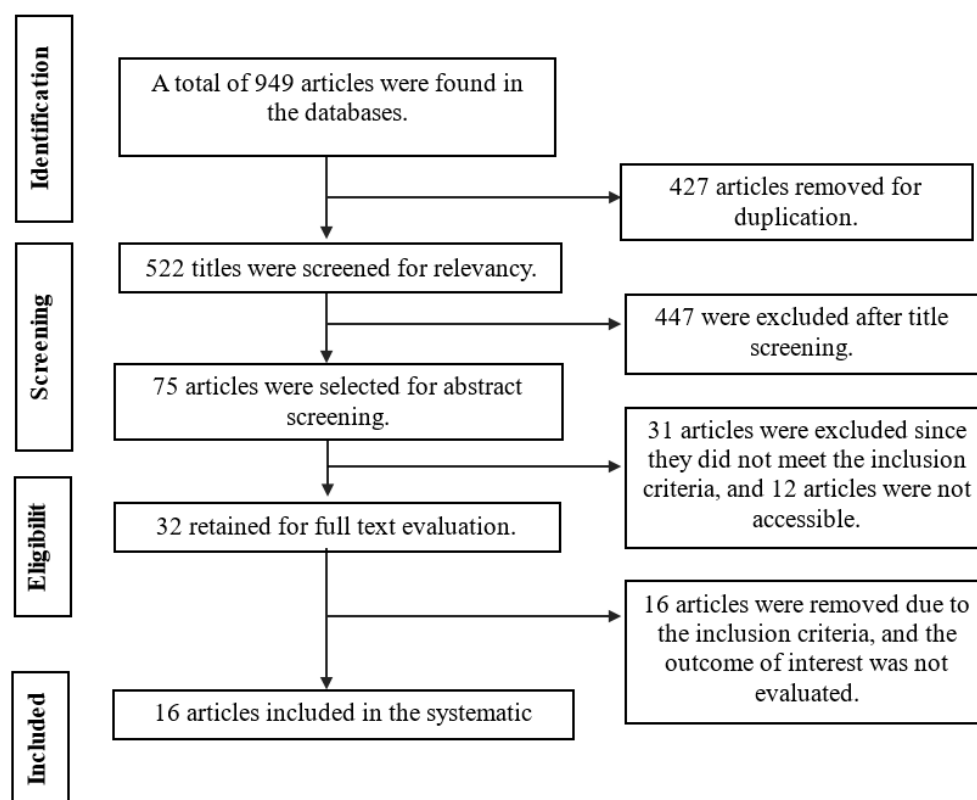 Identification
A total of 949 articles were found in
the databases.
427 articles removed for
duplication.
Screening
522 titles were screened for relevancy.
447 were excluded after title
screening.
75 articles were selected for abstract
screening.
31 articles were excluded since
they did not meet the inclusion
criteria, and 12 articles were not
accessible.
Eligibilit
32 retained for full text evaluation.
16 articles were removed due to
the inclusion criteria, and the
outcome of interest was not
evaluated.
Included
16 articles included in the systematic